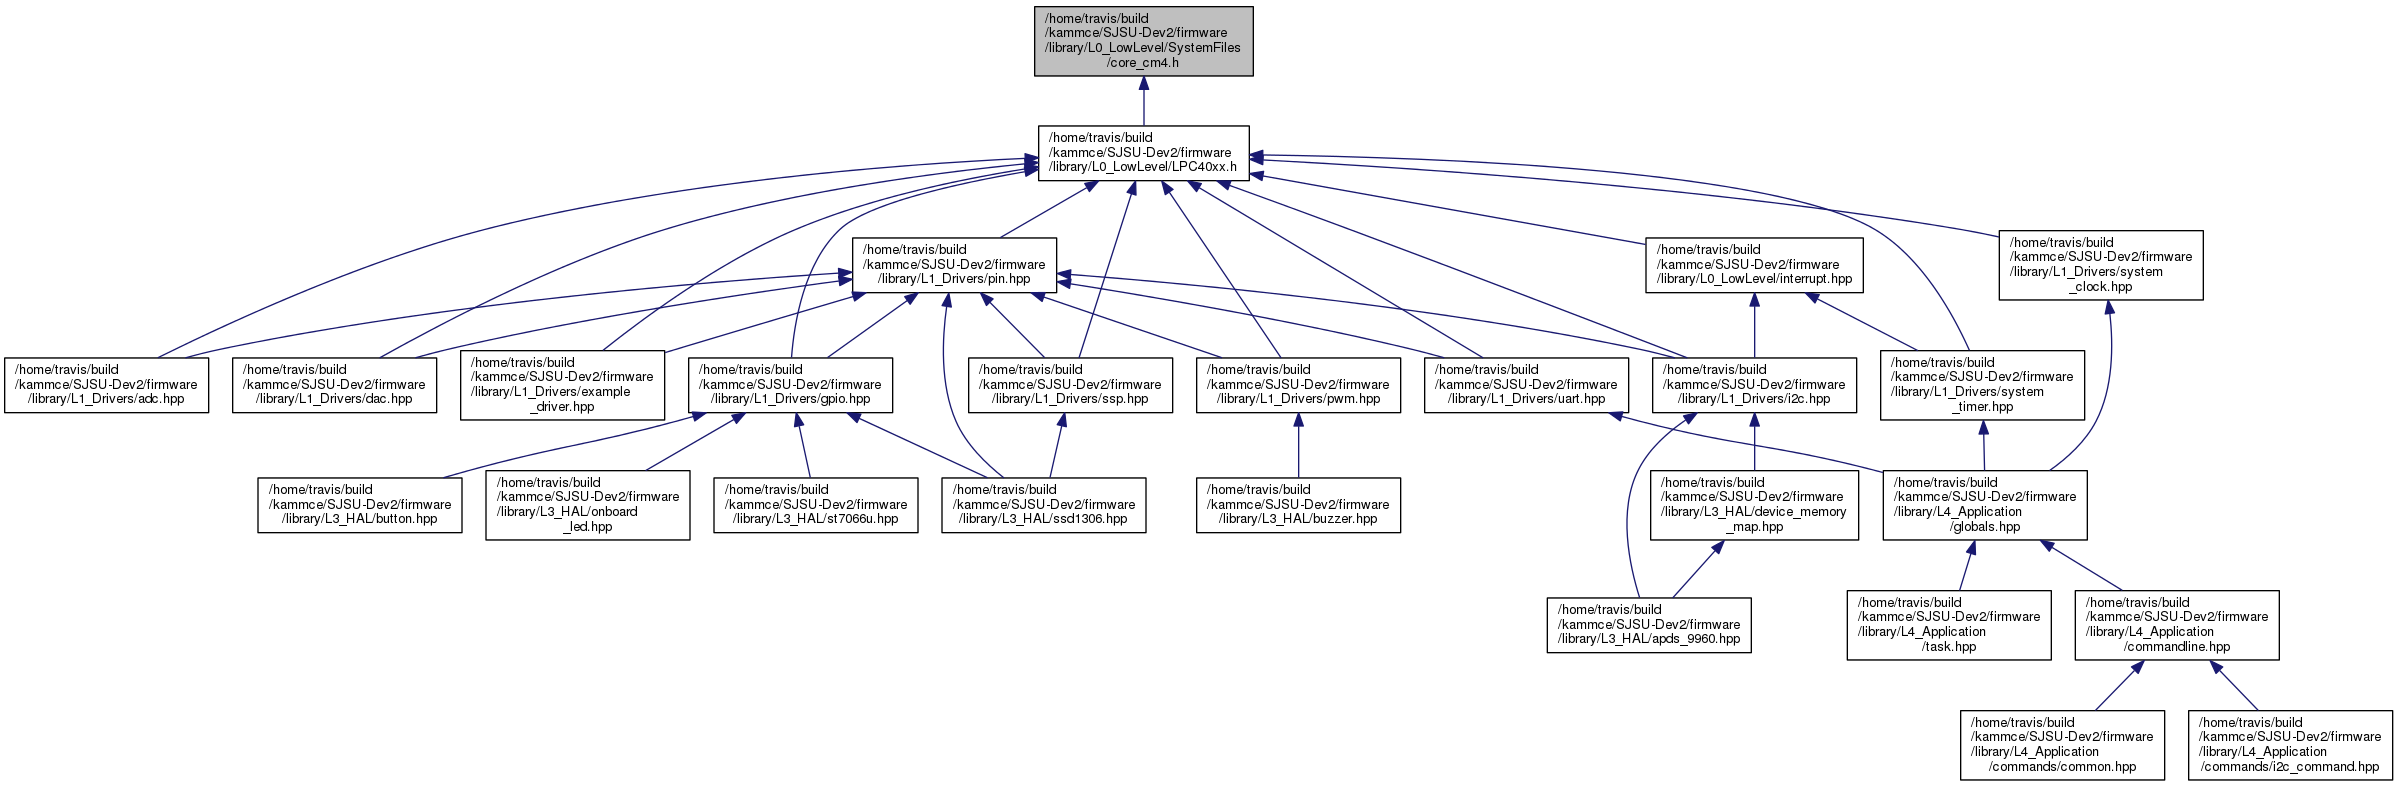 /home/travis/build
/kammce/SJSU-Dev2/firmware
/library/L0_LowLevel/SystemFiles
/core_cm4.h
/home/travis/build
/kammce/SJSU-Dev2/firmware
/library/L0_LowLevel/LPC40xx.h
/home/travis/build
/kammce/SJSU-Dev2/firmware
/library/L1_Drivers/pin.hpp
/home/travis/build
/kammce/SJSU-Dev2/firmware
/library/L0_LowLevel/interrupt.hpp
/home/travis/build
/kammce/SJSU-Dev2/firmware
/library/L1_Drivers/system
_clock.hpp
/home/travis/build
/kammce/SJSU-Dev2/firmware
/library/L1_Drivers/adc.hpp
/home/travis/build
/kammce/SJSU-Dev2/firmware
/library/L1_Drivers/dac.hpp
/home/travis/build
/kammce/SJSU-Dev2/firmware
/library/L1_Drivers/example
_driver.hpp
/home/travis/build
/kammce/SJSU-Dev2/firmware
/library/L1_Drivers/gpio.hpp
/home/travis/build
/kammce/SJSU-Dev2/firmware
/library/L1_Drivers/ssp.hpp
/home/travis/build
/kammce/SJSU-Dev2/firmware
/library/L1_Drivers/pwm.hpp
/home/travis/build
/kammce/SJSU-Dev2/firmware
/library/L1_Drivers/uart.hpp
/home/travis/build
/kammce/SJSU-Dev2/firmware
/library/L1_Drivers/i2c.hpp
/home/travis/build
/kammce/SJSU-Dev2/firmware
/library/L1_Drivers/system
_timer.hpp
/home/travis/build
/kammce/SJSU-Dev2/firmware
/library/L3_HAL/button.hpp
/home/travis/build
/kammce/SJSU-Dev2/firmware
/library/L3_HAL/onboard
_led.hpp
/home/travis/build
/kammce/SJSU-Dev2/firmware
/library/L3_HAL/st7066u.hpp
/home/travis/build
/kammce/SJSU-Dev2/firmware
/library/L3_HAL/ssd1306.hpp
/home/travis/build
/kammce/SJSU-Dev2/firmware
/library/L3_HAL/buzzer.hpp
/home/travis/build
/kammce/SJSU-Dev2/firmware
/library/L3_HAL/device_memory
_map.hpp
/home/travis/build
/kammce/SJSU-Dev2/firmware
/library/L4_Application
/globals.hpp
/home/travis/build
/kammce/SJSU-Dev2/firmware
/library/L3_HAL/apds_9960.hpp
/home/travis/build
/kammce/SJSU-Dev2/firmware
/library/L4_Application
/task.hpp
/home/travis/build
/kammce/SJSU-Dev2/firmware
/library/L4_Application
/commandline.hpp
/home/travis/build
/kammce/SJSU-Dev2/firmware
/library/L4_Application
/commands/common.hpp
/home/travis/build
/kammce/SJSU-Dev2/firmware
/library/L4_Application
/commands/i2c_command.hpp